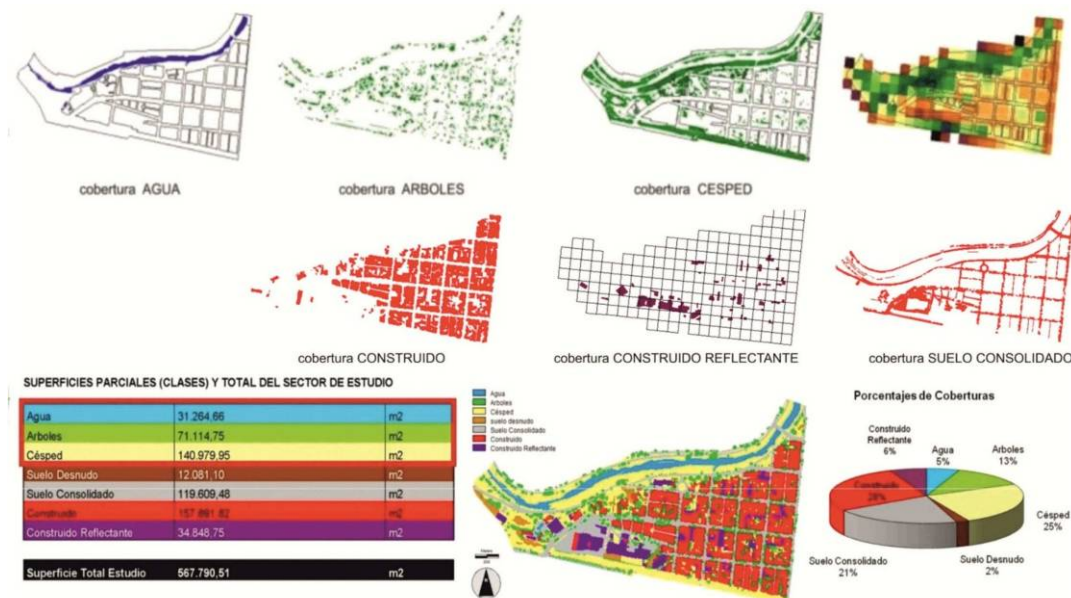 cobertura AGUA
cobertura ARBOLES
cobertura CESPED
cobertura CONSTRUIDO
cobertura CONSTRUIDO REFLECTANTE
cobertura SUELO CONSOLIDADO
SUPERFICIES PARCIALES (CLASES) Y TOTAL DEL SECTOR DE ESTUDIO
Agua 31.264,66 m2
Arboles 71.114,75 m2
Césped 140.979,95 m2
Suelo Desnudo 12.081,10 m2
Suelo Consolidado 119.609,48 m2
Construido m2
Construido Reflectante 34.848,75 m2
Superficie Total Estudio 567.790,51 m2
Agua
Arboles
Césped
suelo desnudo
Suelo Consolidado
Construido
Construido Reflectante
Porcentajes de Coberturas
Construido
Reflectante
6%
Agua
5%
Arboles
13%
Césped
25%
Suelo Desnudo
2%
Suelo Consolidado
21%
Construido
28%